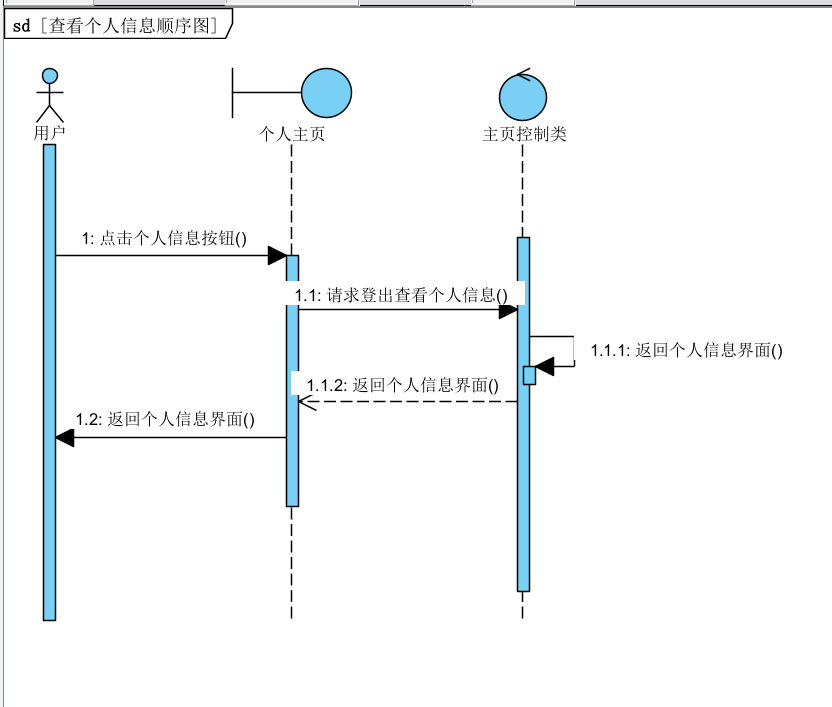 sd [查看个人信息顺序图]
用户
个人主页
主页控制类
1: 点击个人信息按钮()
1.1: 请求登出查看个人信息()
1.1.1: 返回个人信息界面()
1.1.2: 返回个人信息界面()
1.2: 返回个人信息界面()